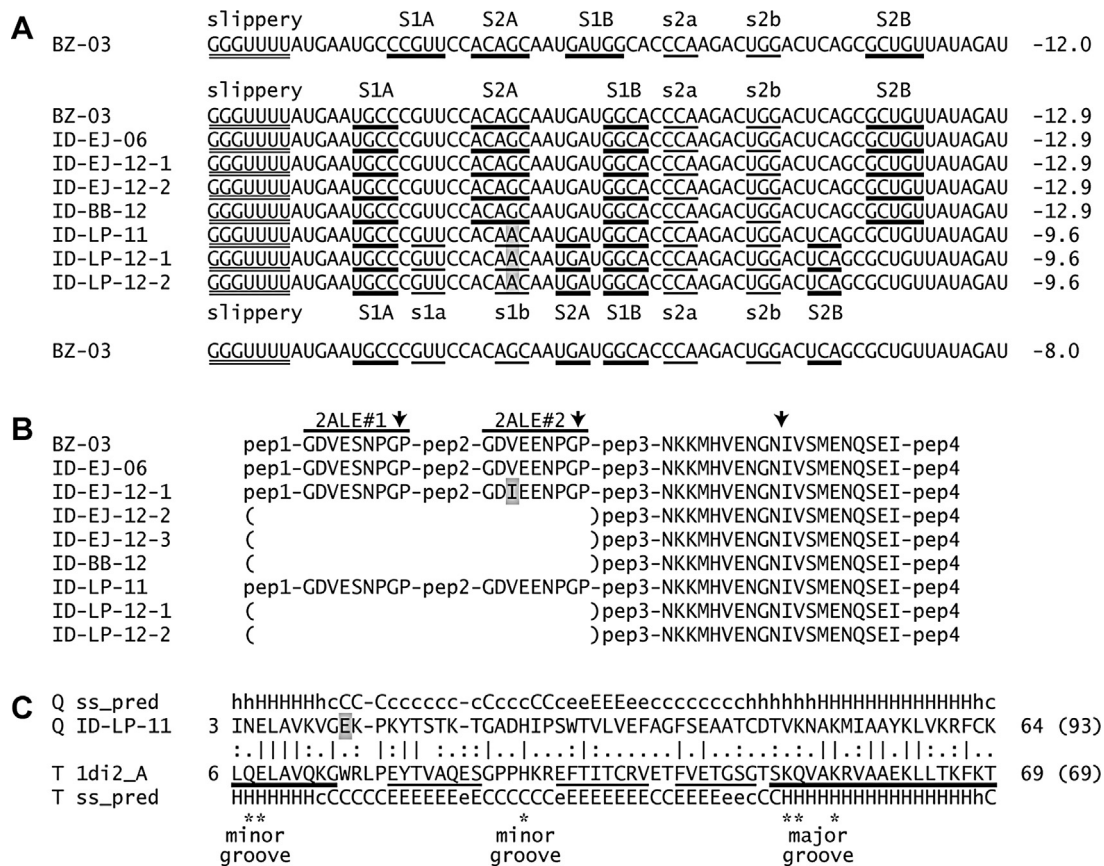 A
slippery S1A S2A S1B s2a s2b S2B
BZ-03 GGGUUUUAUGAAUGCCCGUUCCACAGCAAUGAUGGCACCCAAGACUGGACUCAGCGCUGUUAUAGAU -12.0
slippery S1A S2A S1B s2a s2b S2B
BZ-03 GGGUUUUAUGAAUGCCCGUUCCACAGCAAUGAUGGCACCCAAGACUGGACUCAGCGCUGUUAUAGAU -12.9
ID-EJ-06 GGGUUUUAUGAAUGCCCGUUCCACAGCAAUGAUGGCACCCAAGACUGGACUCAGCGCUGUUAUAGAU -12.9
ID-EJ-12-1 GGGUUUUAUGAAUGCCCGUUCCACAGCAAUGAUGGCACCCAAGACUGGACUCAGCGCUGUUAUAGAU -12.9
ID-EJ-12-2 GGGUUUUAUGAAUGCCCGUUCCACAGCAAUGAUGGCACCCAAGACUGGACUCAGCGCUGUUAUAGAU -12.9
ID-BB-12 GGGUUUUAUGAAUGCCCGUUCCACAGCAAUGAUGGCACCCAAGACUGGACUCAGCGCUGUUAUAGAU -12.9
ID-LP-11 GGGUUUUAUGAAUGCCCGUUCCACAACAAUGAUGGCACCCAAGACUGGACUCAGCGCUGUUAUAGAU -9.6
ID-LP-12-1 GGGUUUUAUGAAUGCCCGUUCCACAACAAUGAUGGCACCCAAGACUGGACUCAGCGCUGUUAUAGAU -9.6
ID-LP-12-2 GGGUUUUAUGAAUGCCCGUUCCACAACAAUGAUGGCACCCAAGACUGGACUCAGCGCUGUUAUAGAU -9.6
slippery S1A s1a s1b S2A S1B s2a s2b S2B
BZ-03 GGGUUUUAUGAAUGCCCGUUCCACAGCAAUGAUGGCACCCAAGACUGGACUCAGCGCUGUUAUAGAU -8.0
B
2ALE#1 2ALE#2
BZ-03 pep1-GDVESNPGP-pep2-GDVEENPGP-pep3-NKKMHVENGNIVSMENQSEI-pep4
ID-EJ-06 pep1-GDVESNPGP-pep2-GDVEENPGP-pep3-NKKMHVENGNIVSMENQSEI-pep4
ID-EJ-12-1 pep1-GDVESNPGP-pep2-GDIEENPGP-pep3-NKKMHVENGNIVSMENQSEI-pep4
ID-EJ-12-2 ( )pep3-NKKMHVENGNIVSMENQSEI-pep4
ID-EJ-12-3 ( )pep3-NKKMHVENGNIVSMENQSEI-pep4
ID-BB-12 ( )pep3-NKKMHVENGNIVSMENQSEI-pep4
ID-LP-11 pep1-GDVESNPGP-pep2-GDVEENPGP-pep3-NKKMHVENGNIVSMENQSEI-pep4
ID-LP-12-1 ( )pep3-NKKMHVENGNIVSMENQSEI-pep4
ID-LP-12-2 ( )pep3-NKKMHVENGNIVSMENQSEI-pep4
C
Q ss_pred hhHHHHHhcCC-Cccccccc-cCccccCCceeEEEeeccccccccchhhhhhHHHHHHHHHHHHHHhc
Q ID-LP-11 3 INELAVKVGEK-PKYTSTK-TGADHIPSWTVLVEFAGFSEAATCDTVKNAKMIAAYKLVKRFCK 64 (93)
T 1di2_A 6 LQELAVQKGWRLPEYTVAQESGPPHKREFTITCRVETFVETGSGTSKQVAKRVAAEKLLTKFKT 69 (69)
T ss_pred HHHHHHHcCCCCCEEEEEEEeECCCCCCcEEEEEEEECCEEEEeecCCHHHHHHHHHHHHHHHHHhC
** * ** *
minor minor major
groove groove groove